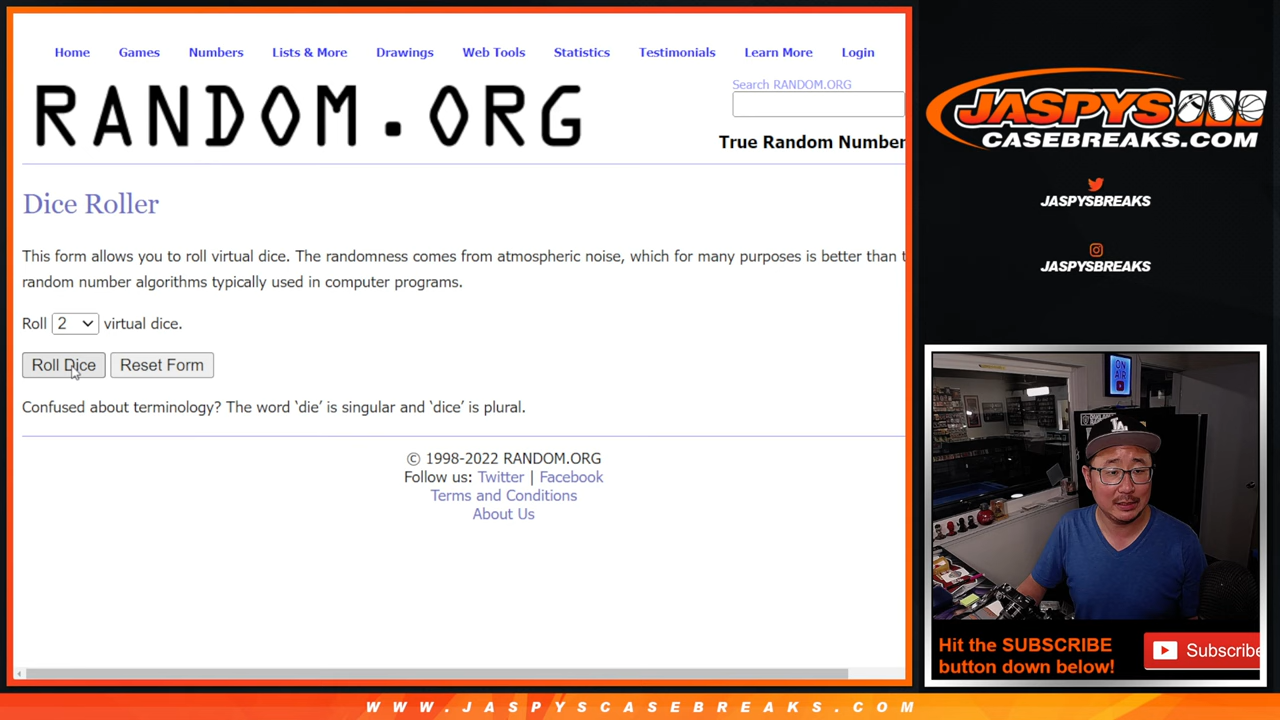 Home Games Numbers Lists & More Drawings Web Tools Statistics Testimonials Learn More Login
RANDOM.ORG
Search RANDOM.ORG
True Random Number
Dice Roller
This form allows you to roll virtual dice. The randomness comes from atmospheric noise, which for many purposes is better than
random number algorithms typically used in computer programs.
Roll 2 virtual dice.
Roll Dice Reset Form
Confused about terminology? The word ‘die’ is singular and ‘dice’ is plural.
© 1998-2022 RANDOM.ORG
Follow us: Twitter | Facebook
Terms and Conditions
About Us
JASPYS
CASEBREAKS.COM
JASPYSBREAKS
JASPYSBREAKS
ON
AIR
LA
Hit the SUBSCRIBE
button down below!
Subscribe
WWW.JASPYSCASEBREAKS.COM